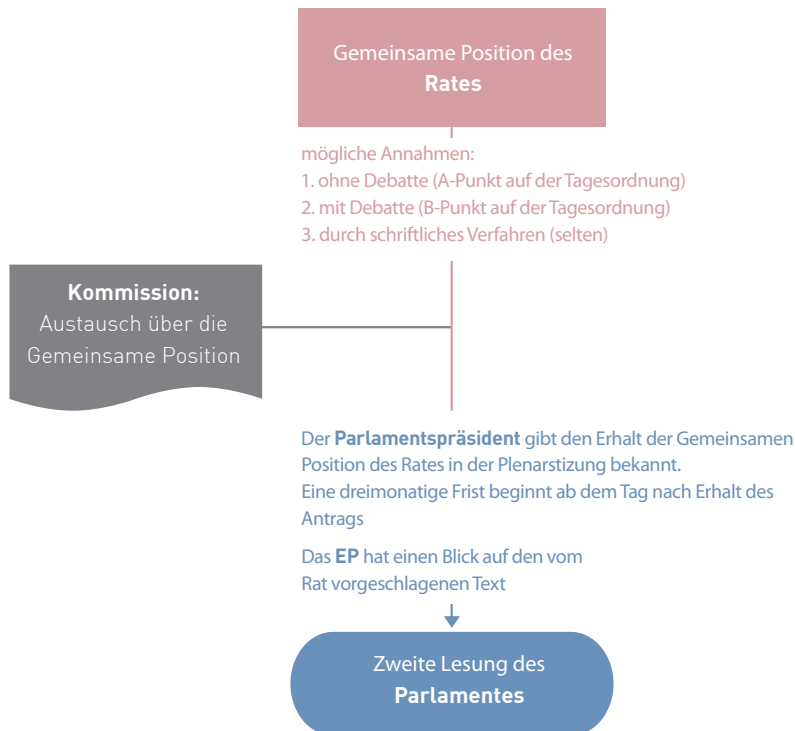 Gemeinsame Position des
Rates
mögliche Annahmen:
1. ohne Debatte (A-Punkt auf der Tagesordnung)
2. mit Debatte (B-Punkt auf der Tagesordnung)
3. durch schriftliches Verfahren (selten)
Kommission:
Austausch über die
Gemeinsame Position
Der Parlamentspräsident gibt den Erhalt der Gemeinsamen
Position des Rates in der Plenarstizung bekannt.
Eine dreimonatige Frist beginnt ab dem Tag nach Erhalt des
Antrags
Das EP hat einen Blick auf den vom
Rat vorgeschlagenen Text
Zweite Lesung des
Parlamentes